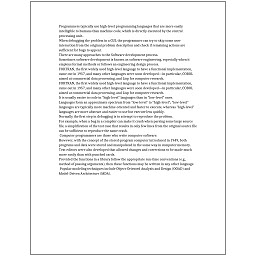 Programmers typically use high-level programming languages that are more easily
intelligible to humans than machine code, which is directly executed by the central
processing unit.
When debugging the problem in a GUI, the programmer can try to skip some user
interaction from the original problem description and check if remaining actions are
sufficient for bugs to appear.
There are many approaches to the Software development process.
Sometimes software development is known as software engineering, especially when it
employs formal methods or follows an engineering design process.
FORTRAN, the first widely used high-level language to have a functional implementation,
came out in 1957, and many other languages were soon developed—in particular, COBOL
aimed at commercial data processing, and Lisp for computer research.
FORTRAN, the first widely used high-level language to have a functional implementation,
came out in 1957, and many other languages were soon developed—in particular, COBOL
aimed at commercial data processing, and Lisp for computer research.
It is usually easier to code in "high-level" languages than in "low-level" ones.
Languages form an approximate spectrum from "low-level" to "high-level"; "low-level"
languages are typically more machine-oriented and faster to execute, whereas "high-level"
languages are more abstract and easier to use but execute less quickly.
Normally the first step in debugging is to attempt to reproduce the problem.
For example, when a bug in a compiler can make it crash when parsing some large source
file, a simplification of the test case that results in only few lines from the original source file
can be sufficient to reproduce the same crash.
Computer programmers are those who write computer software.
However, with the concept of the stored-program computer introduced in 1949, both
programs and data were stored and manipulated in the same way in computer memory.
Text editors were also developed that allowed changes and corrections to be made much
more easily than with punched cards.
Provided the functions in a library follow the appropriate run-time conventions (e.g.,
method of passing arguments), then these functions may be written in any other language.
Popular modeling techniques include Object-Oriented Analysis and Design (OOAD) and
Model-Driven Architecture (MDA).